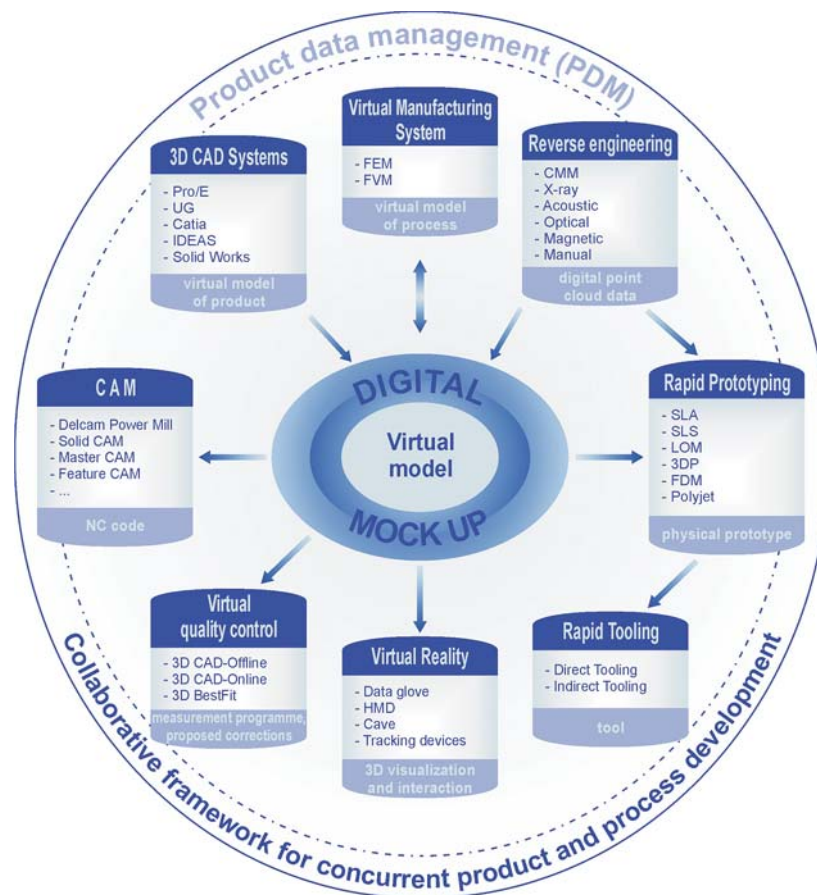 Product data management (PDM)
Virtual Manufacturing
System
- FEM
- FVM
virtual model
of process
3D CAD Systems
- Pro/E
- UG
- Catia
- IDEAS
- Solid Works
virtual model
of product
Reverse engineering
- CMM
- X-ray
- Acoustic
- Optical
- Magnetic
- Manual
digital point
cloud data
CAM
- Delcam Power Mill
- Solid CAM
- Master CAM
- Feature CAM
- ...
NC code
DIGITAL
Virtual
model
MOCK UP
Rapid Prototyping
- SLA
- SLS
- LOM
- 3DP
- FDM
- Polyjet
physical prototype
Virtual
quality control
- 3D CAD-Offline
- 3D CAD-Online
- 3D BestFit
measurement programme,
proposed corrections
Virtual Reality
- Data glove
- HMD
- Cave
- Tracking devices
3D visualization
and interaction
Rapid Tooling
- Direct Tooling
- Indirect Tooling
tool
Collaborative framework for concurrent product and process development